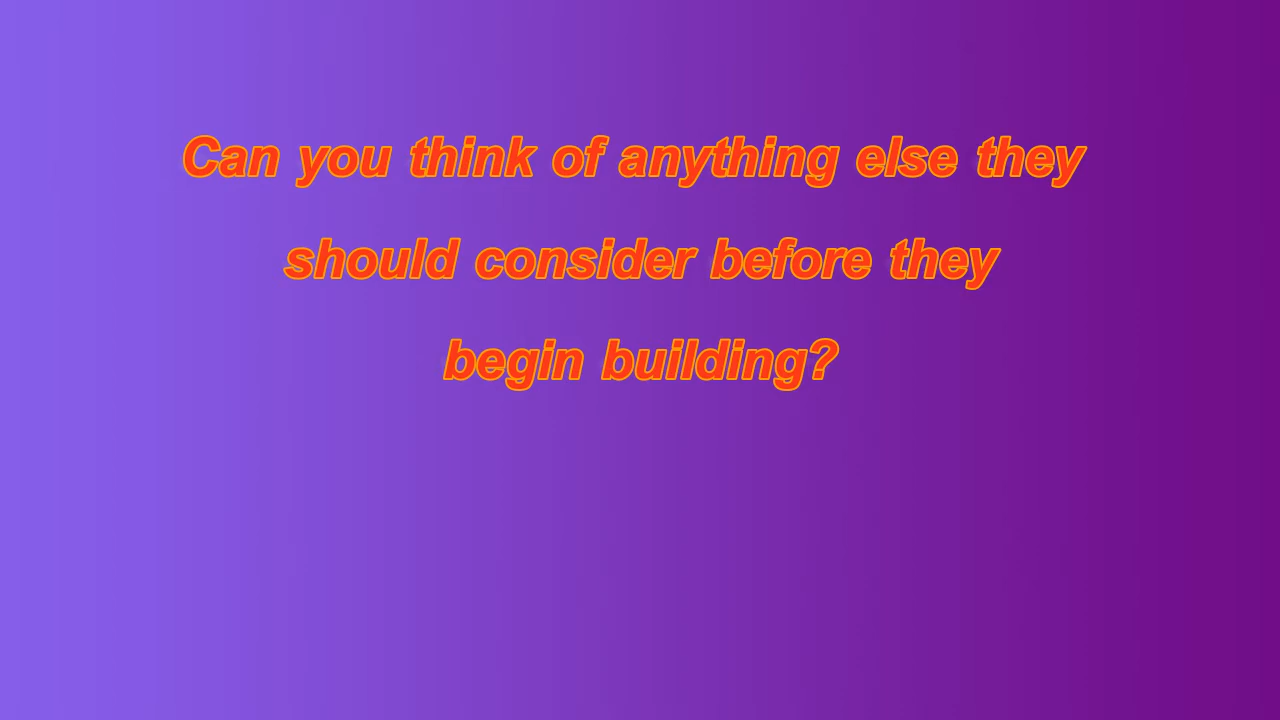 Can you think of anything else they
should consider before they
begin building?